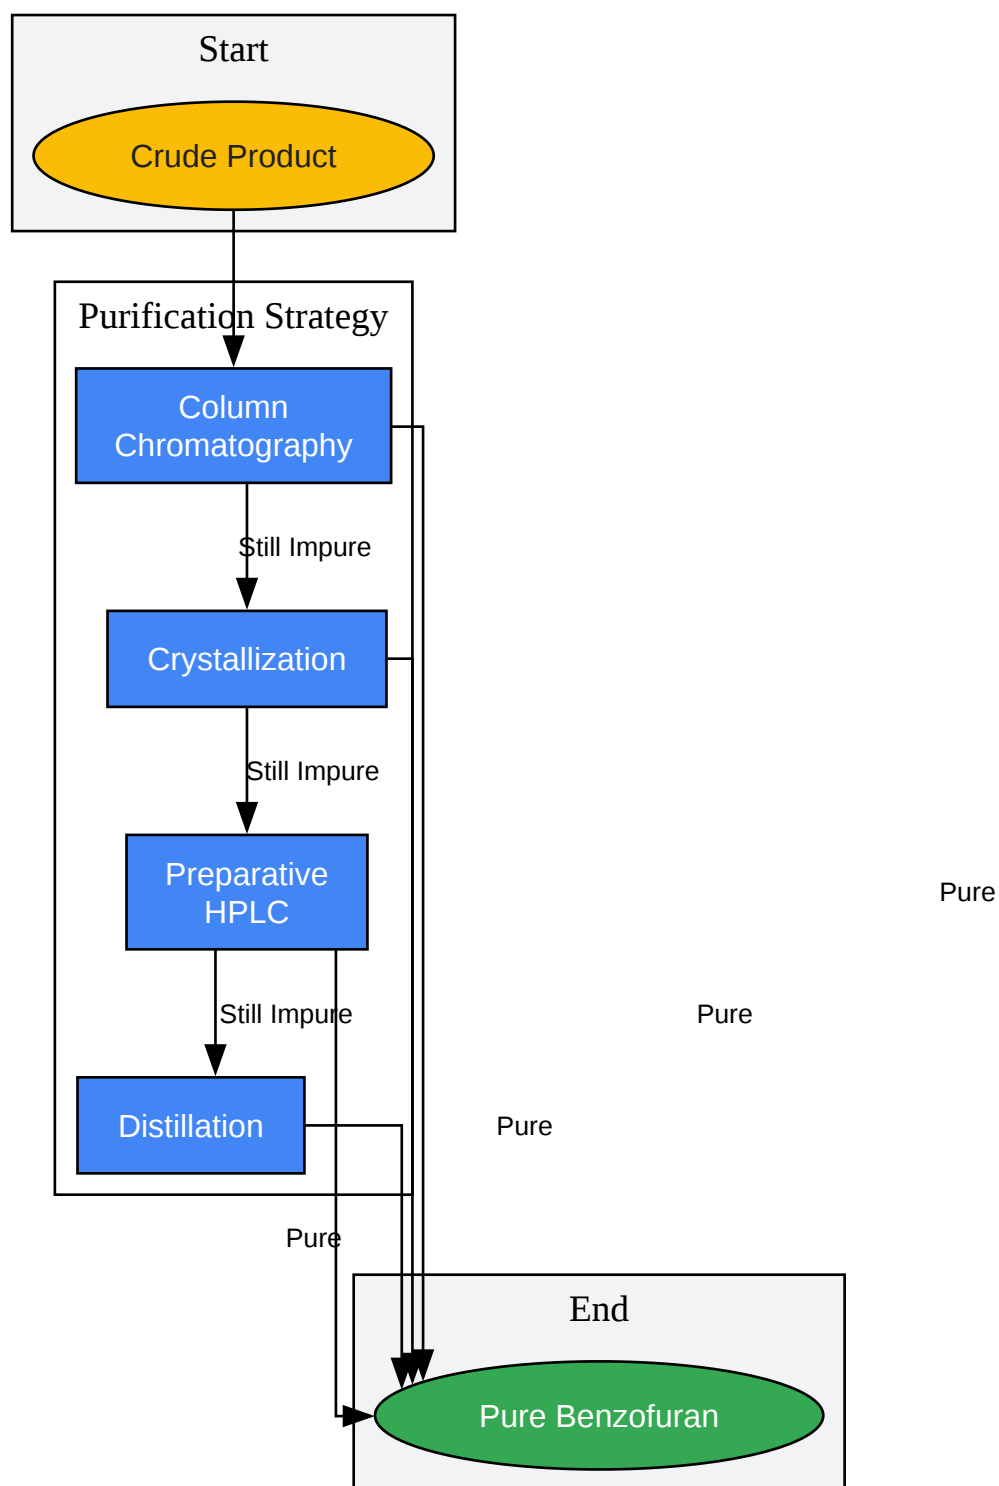 Start
Crude Product
Purification Strategy
Column
Chromatography
Still Impure
Crystallization
Still Impure
Preparative
HPLC
Pure
Still Impure
Pure
Distillation
Pure
Pure
End
Pure Benzofuran